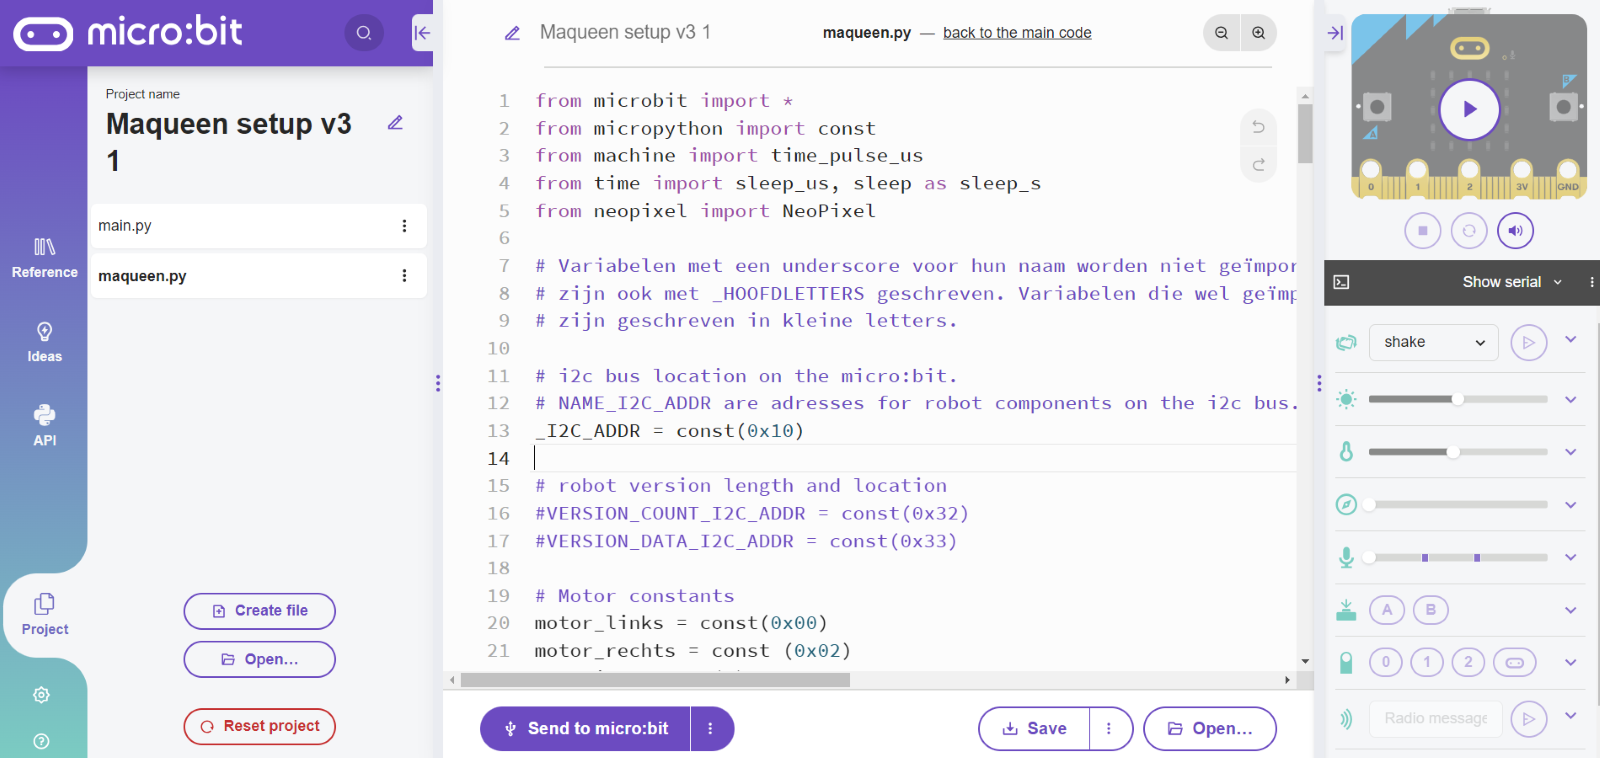 micro:bit
Project name
Maqueen setup v3
1
main.py
maqueen.py
Reference
Ideas
API
Project
Create file
Open...
Reset project
Maqueen setup v3 1
maqueen.py — back to the main code
1 from microbit import *
2 from micropython import const
3 from machine import time_pulse_us
4 from time import sleep_us, sleep as sleep_s
5 from neopixel import NeoPixel
6
7 # Variabelen met een underscore voor hun naam worden niet geïmpor
8 # zijn ook met _HOOFDLETTERS geschreven. Variabelen die wel geïmp
9 # zijn geschreven in kleine letters.
10
11 # i2c bus location on the micro:bit.
12 # NAME_I2C_ADDR are adresses for robot components on the i2c bus.
13 _I2C_ADDR = const(0x10)
14
15 # robot version length and location
16 #VERSION_COUNT_I2C_ADDR = const(0x32)
17 #VERSION_DATA_I2C_ADDR = const(0x33)
18
19 # Motor constants
20 motor_links = const(0x00)
21 motor_rechts = const (0x02)
Send to micro:bit
Save
Open...
B
A
0 1 2 3V GND
Show serial
shake
A B
0 1 2
Radio message